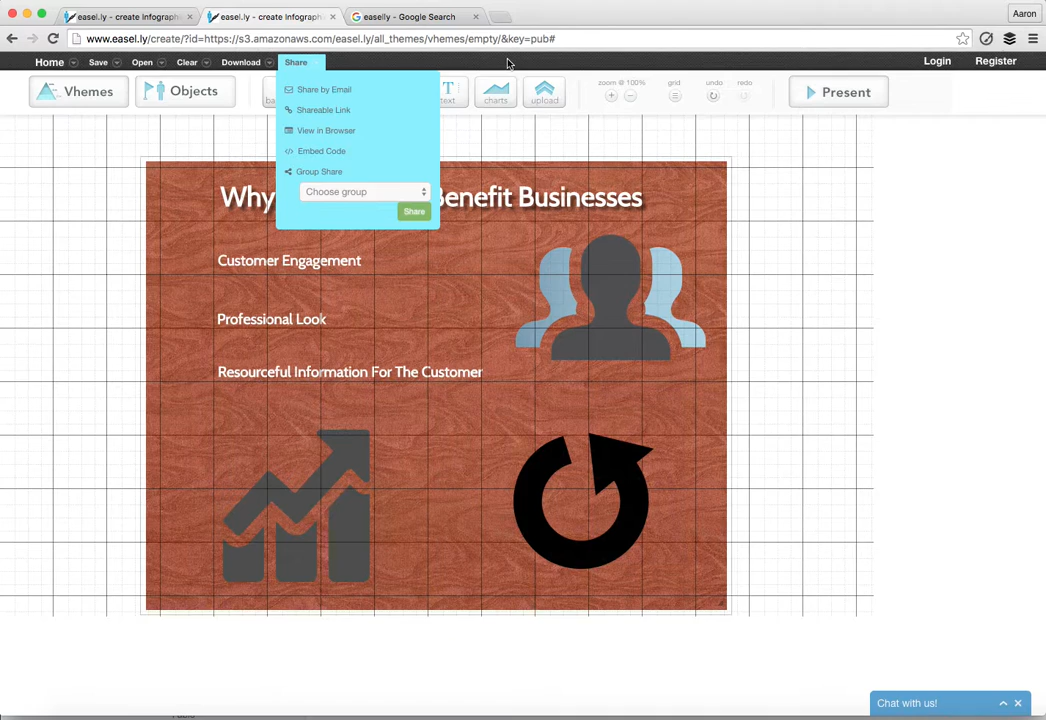 easel.ly - create infographi
easel.ly - create infographi
easelly - Google Search
Aaron
www.easel.ly/create/?id=https://s3.amazonaws.com/easel.ly/all_themes/vhemes/empty/&key=pub#
Home Save Open Clear Download Share Login Register
Vhemes Objects ba text charts upload zoom @ 100% grid undo redo Present
Share by Email
Shareable Link
View in Browser
Embed Code
Group Share
Choose group
Share
Why Benefit Businesses
Customer Engagement
Professional Look
Resourceful Information For The Customer
Chat with us!